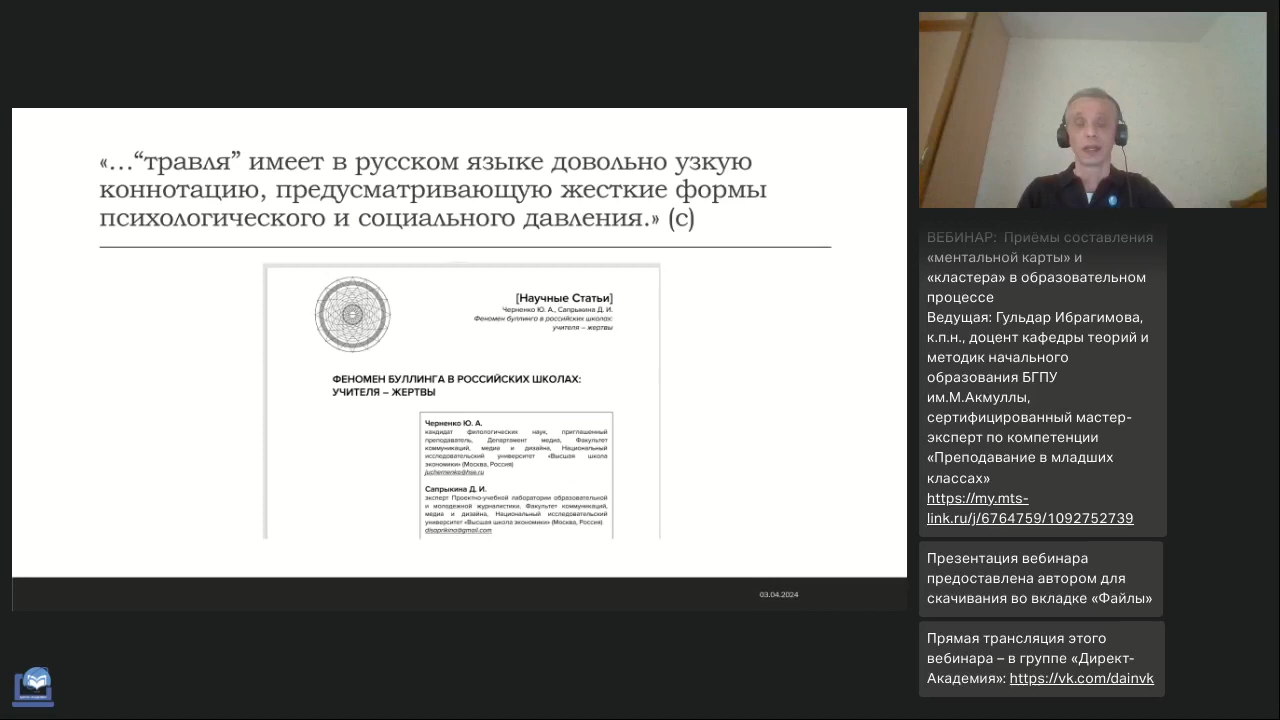 «…“травля” имеет в русском языке довольно узкую
коннотацию, предусматривающую жесткие формы
психологического и социального давления.» (с)
[Научные Статьи]
Черненко Ю. А., Сапрыкина Д. И.
Феномен буллинга в российских школах:
учителя – жертвы
ФЕНОМЕН БУЛЛИНГА В РОССИЙСКИХ ШКОЛАХ:
УЧИТЕЛЯ – ЖЕРТВЫ
Черненко Ю. А.
кандидат филологических наук, приглашенный
преподаватель, Департамент медиа, Факультет
коммуникаций, медиа и дизайна, Национальный
исследовательский университет «Высшая школа
экономики» (Москва, Россия)
juchernenko@hse.ru
Сапрыкина Д. И.
эксперт Проектно-учебной лаборатории образовательной
и молодежной журналистики, Факультет коммуникаций,
медиа и дизайна, Национальный исследовательский
университет «Высшая школа экономики» (Москва, Россия)
disaprikina@gmail.com
03.04.2024
ВЕБИНАР: Приёмы составления
«ментальной карты» и
«кластера» в образовательном
процессе
Ведущая: Гульдар Ибрагимова,
к.п.н., доцент кафедры теорий и
методик начального
образования БГПУ
им.М.Акмуллы,
сертифицированный мастер-
эксперт по компетенции
«Преподавание в младших
классах»
https://my.mts-
link.ru/j/6764759/1092752739
Презентация вебинара
предоставлена автором для
скачивания во вкладке «Файлы»
Прямая трансляция этого
вебинара – в группе «Директ-
Академия»: https://vk.com/dainvk